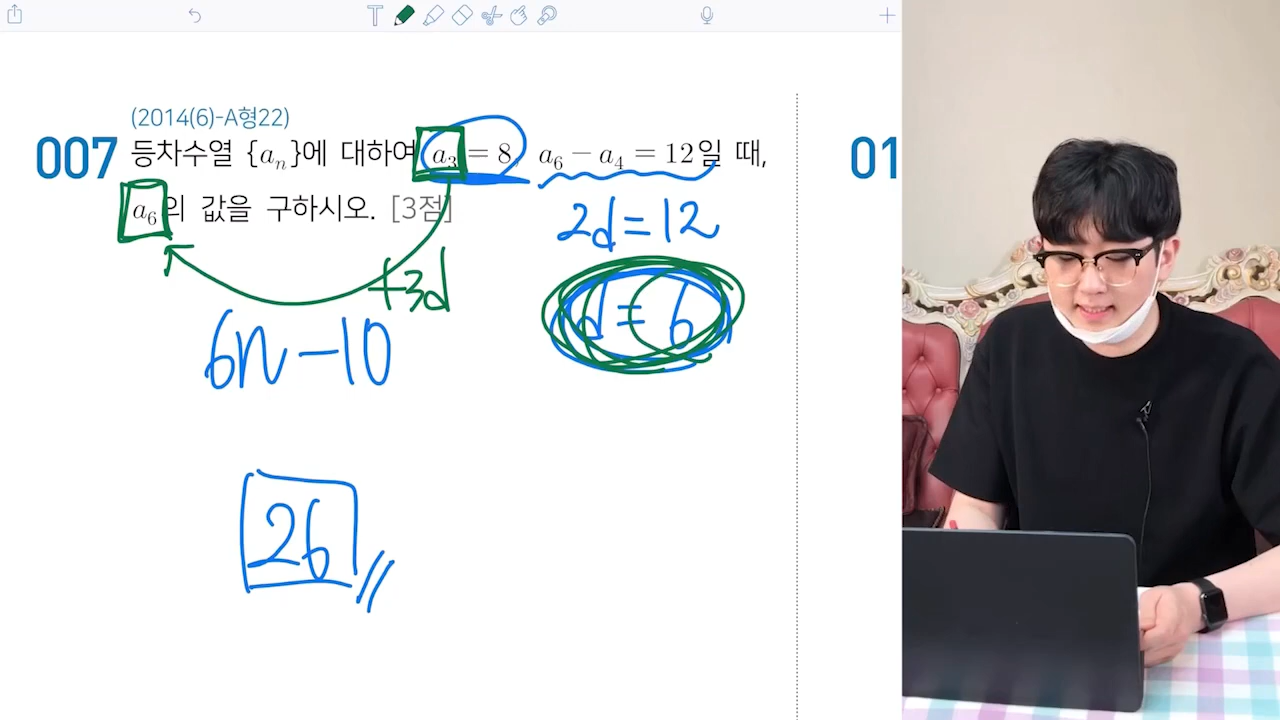 (2014(6)-A형22)
007 등차수열 {aₙ}에 대하여 a₃ = 8, a₆ − a₄ = 12일 때,
a₆의 값을 구하시오. [3점]
2d=12
+3d
d=6
6n−10
26
01